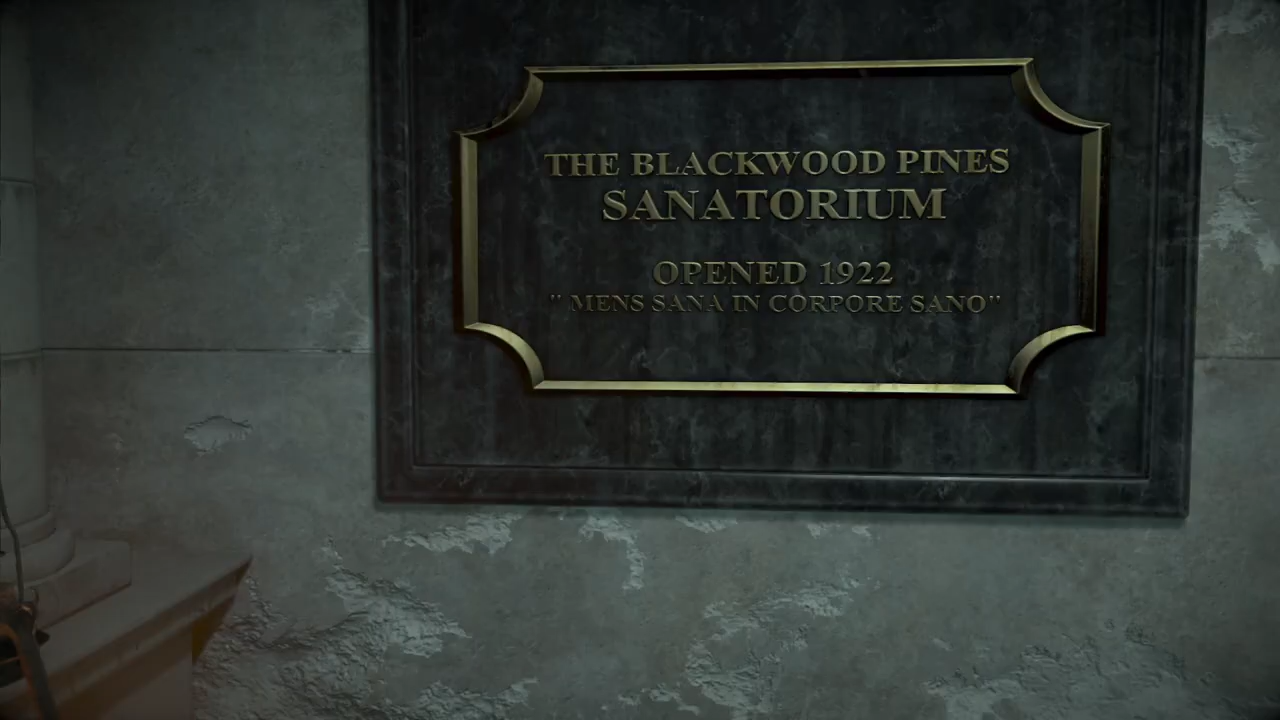 THE BLACKWOOD PINES
SANATORIUM
OPENED 1922
" MENS SANA IN CORPORE SANO"